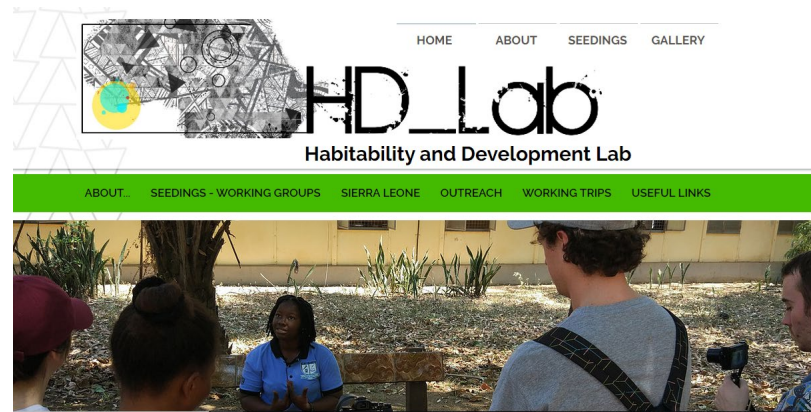 HOME ABOUT SEEDINGS GALLERY
HD_Lab
Habitability and Development Lab
ABOUT... SEEDINGS - WORKING GROUPS SIERRA LEONE OUTREACH WORKING TRIPS USEFUL LINKS